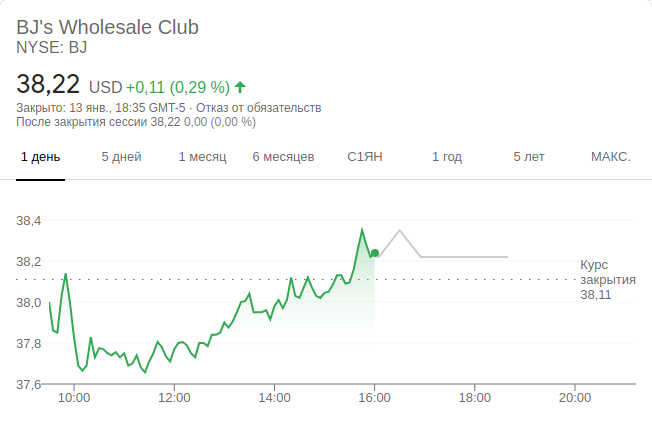 BJ's Wholesale Club
NYSE: BJ
38,22 USD +0,11 (0,29 %)
Закрыто: 13 янв., 18:35 GMT-5 · Отказ от обязательств
После закрытия сессии 38,22 0,00 (0,00 %)
1 день 5 дней 1 месяц 6 месяцев С1ЯН 1 год 5 лет МАКС.
38,4
38,2
Курс
закрытия
38,11
38,0
37,8
37,6
10:00 12:00 14:00 16:00 18:00 20:00